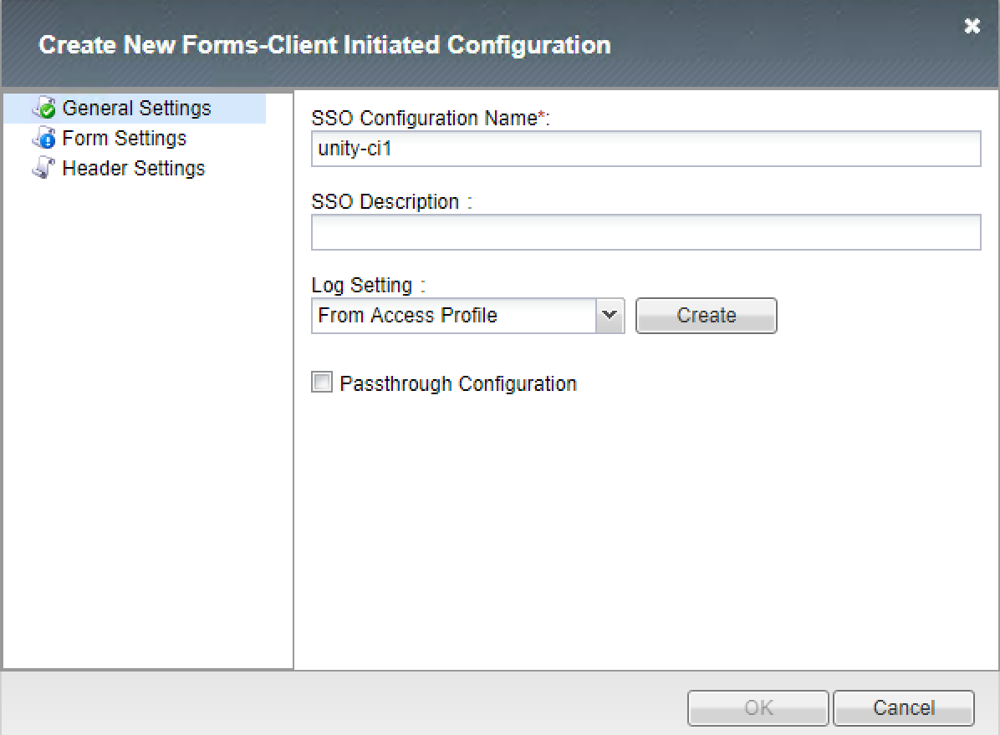 Create New Forms-Client Initiated Configuration
General Settings
Form Settings
Header Settings
SSO Configuration Name*:
unity-ci1
SSO Description :
Log Setting :
From Access Profile
Create
Passthrough Configuration
OK
Cancel